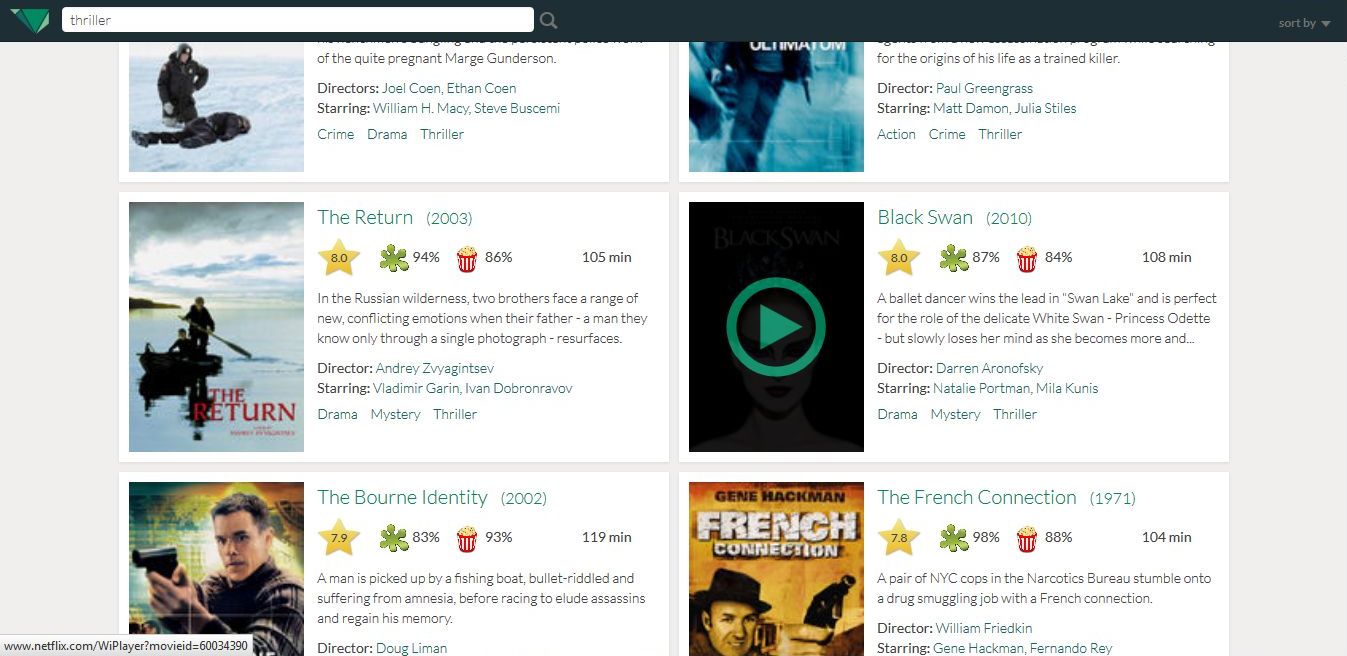 thriller
sort by
of the quite pregnant Marge Gunderson.
Directors: Joel Coen, Ethan Coen
Starring: William H. Macy, Steve Buscemi
Crime Drama Thriller
ULTIMATUM
for the origins of his life as a trained killer.
Director: Paul Greengrass
Starring: Matt Damon, Julia Stiles
Action Crime Thriller
THE
RETURN
The Return (2003)
8.0 94% 86% 105 min
In the Russian wilderness, two brothers face a range of
new, conflicting emotions when their father - a man they
know only through a single photograph - resurfaces.
Director: Andrey Zvyagintsev
Starring: Vladimir Garin, Ivan Dobronravov
Drama Mystery Thriller
BLACK SWAN
Black Swan (2010)
8.0 87% 84% 108 min
A ballet dancer wins the lead in "Swan Lake" and is perfect
for the role of the delicate White Swan - Princess Odette
- but slowly loses her mind as she becomes more and...
Director: Darren Aronofsky
Starring: Natalie Portman, Mila Kunis
Drama Mystery Thriller
The Bourne Identity (2002)
7.9 83% 93% 119 min
A man is picked up by a fishing boat, bullet-riddled and
suffering from amnesia, before racing to elude assassins
and regain his memory.
Director: Doug Liman
GENE HACKMAN
FRENCH
CONNECTION
The French Connection (1971)
7.8 98% 88% 104 min
A pair of NYC cops in the Narcotics Bureau stumble onto
a drug smuggling job with a French connection.
Director: William Friedkin
Starring: Gene Hackman, Fernando Rey
www.netflix.com/WiPlayer?movieid=60034390